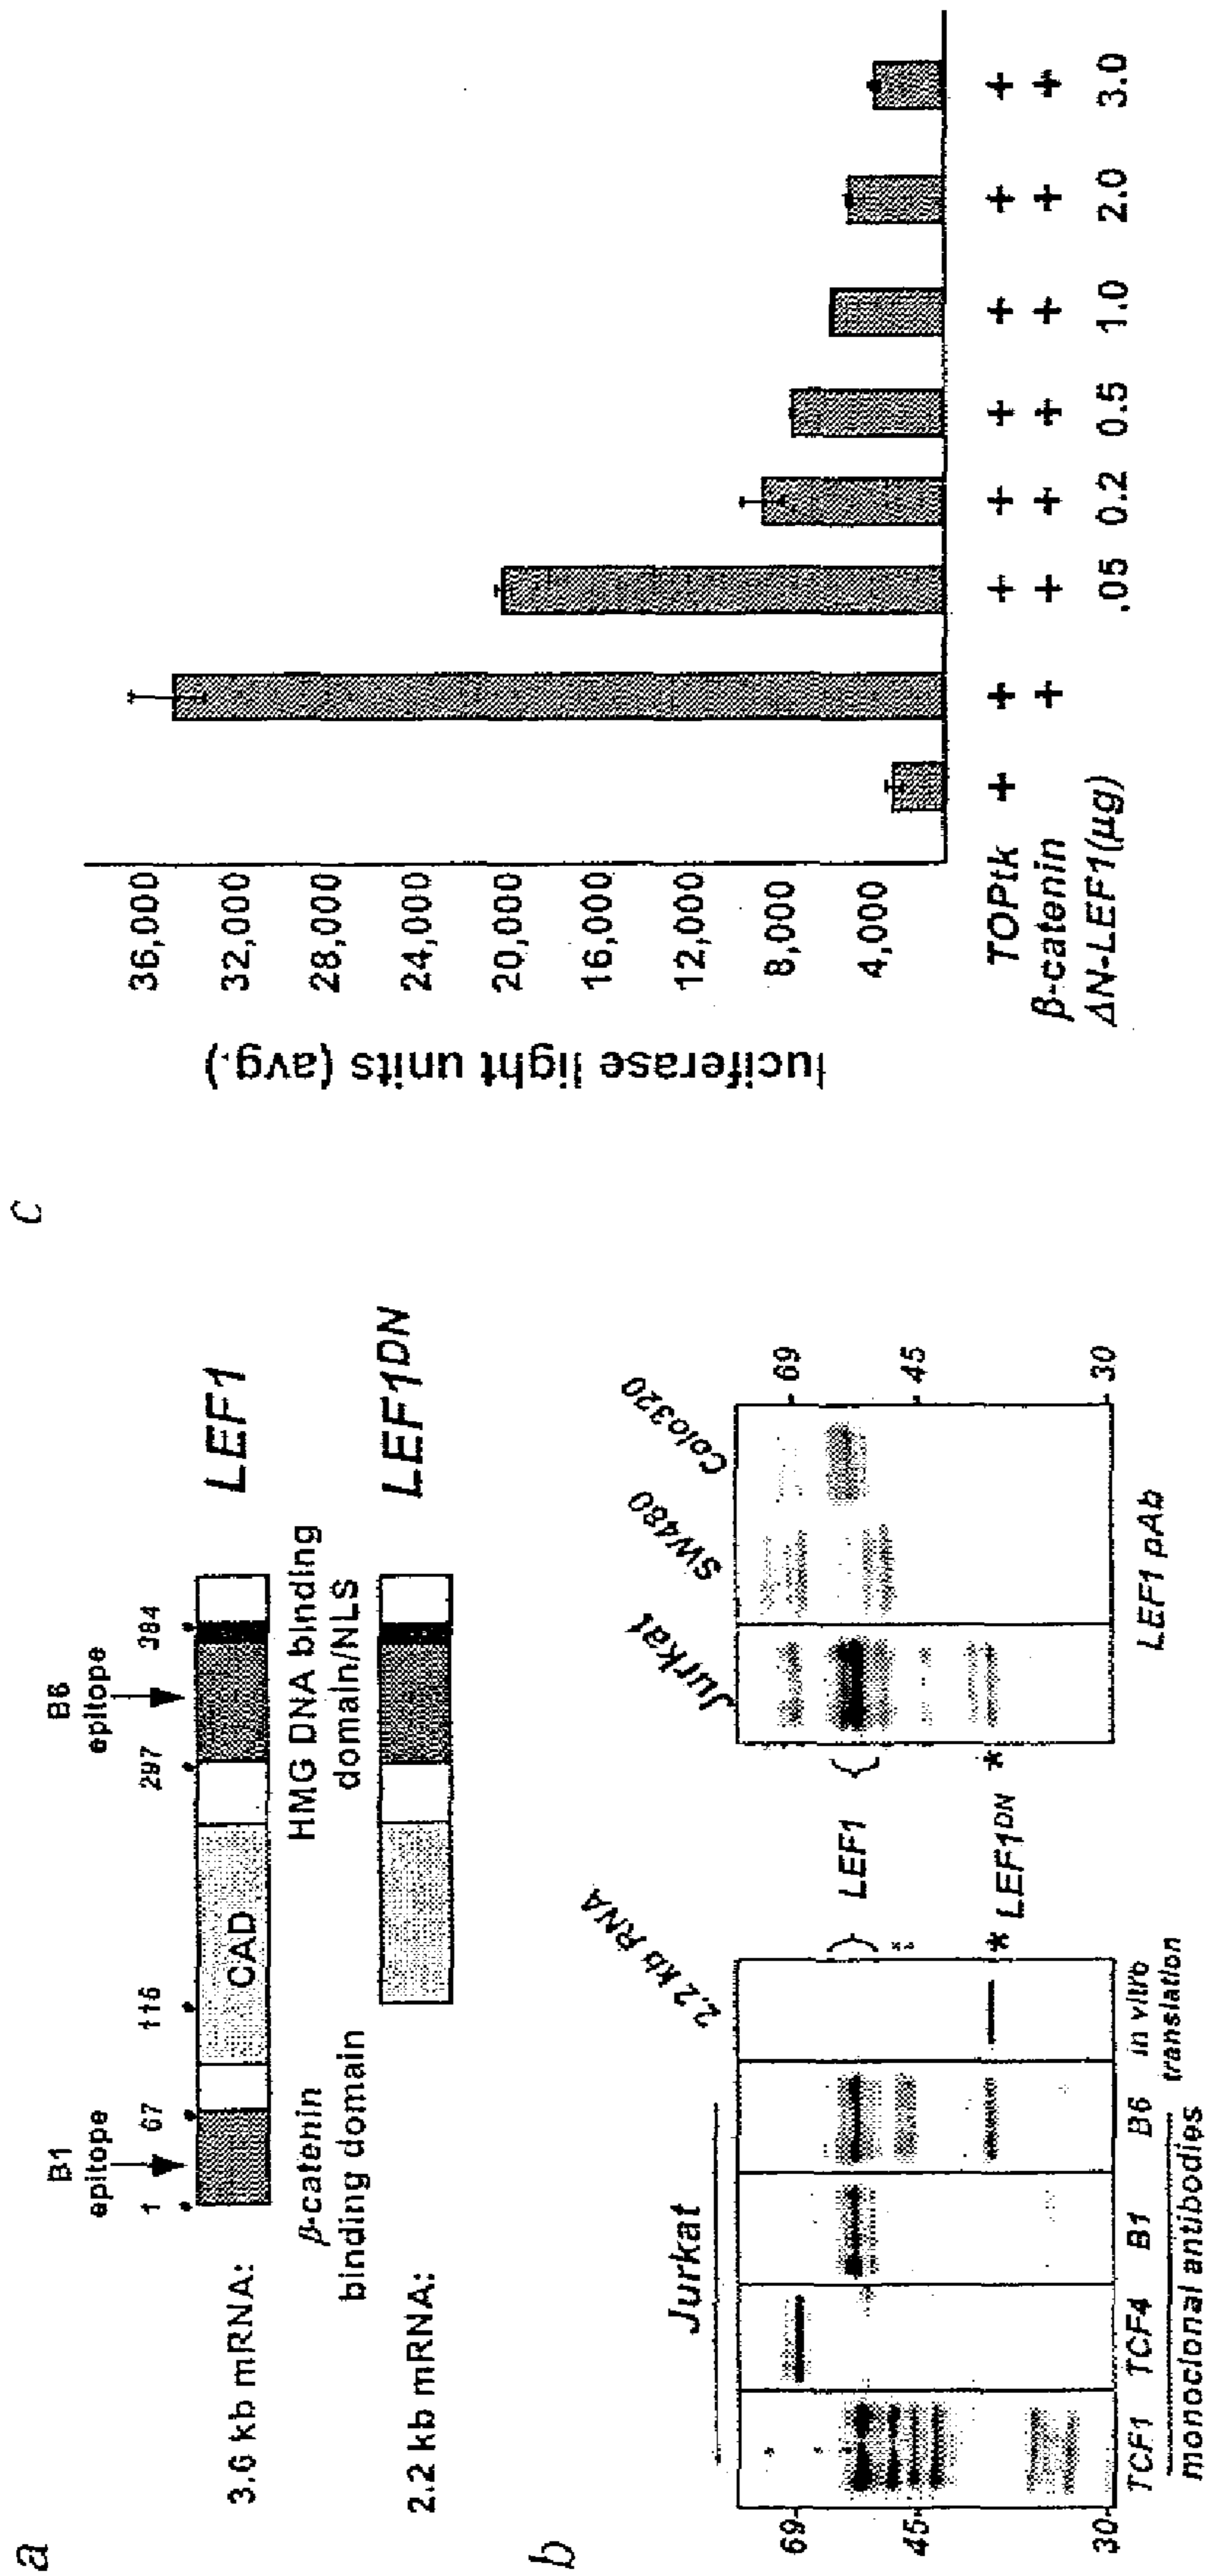 a
B1
epitope
B6
epitope
1 67 116 297 384
3.6 kb mRNA:
CAD
LEF1
β-catenin
binding domain
HMG DNA binding
domain/NLS
2.2 kb mRNA:
LEF1DN
b
Jurkat
2.2 kb RNA
Jurkat
SW480
Colo320
69
45
30
LEF1
* LEF1DN *
69
45
30
TCF1 TCF4 B1 B6
in vitro
translation
monoclonal antibodies
LEF1 pAb
c
luciferase light units (avg.)
36,000
32,000
28,000
24,000
20,000
16,000
12,000
8,000
4,000
TOPtk + + + + + + + +
β-catenin + + + + + + +
ΔN-LEF1(μg) .05 0.2 0.5 1.0 2.0 3.0